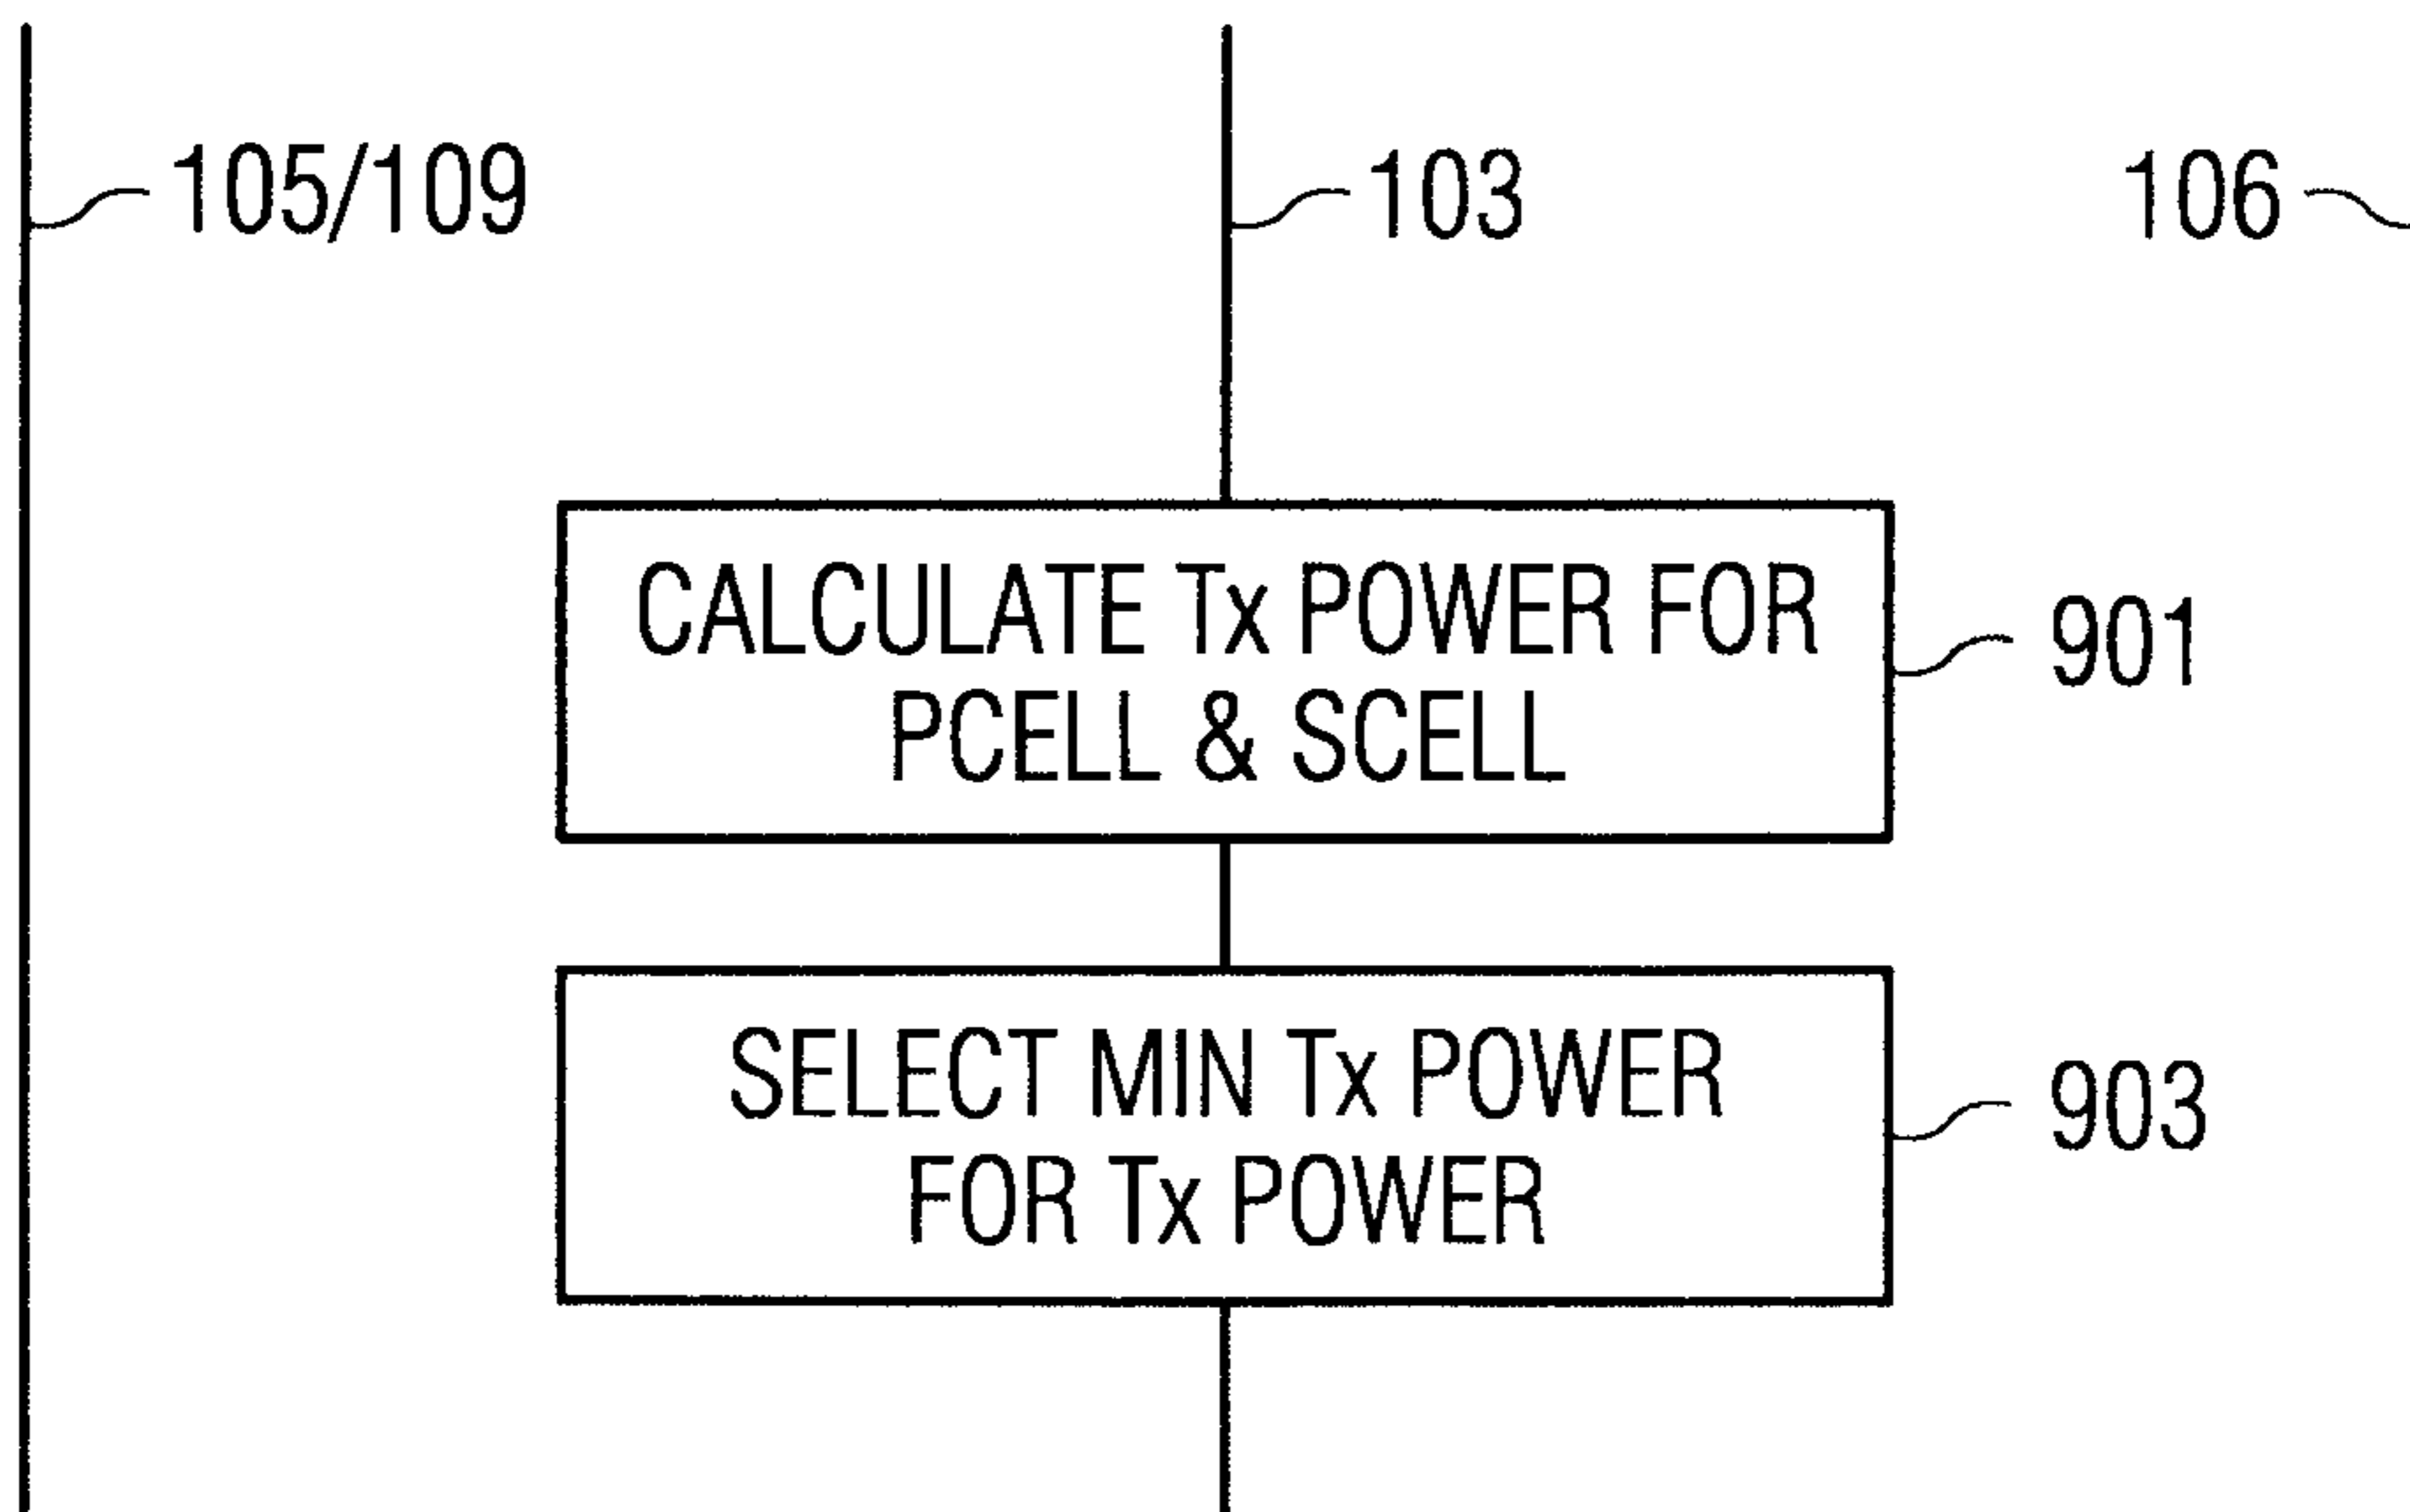 105/109
103
106
CALCULATE Tx POWER FOR
PCELL & SCELL
901
SELECT MIN Tx POWER
FOR Tx POWER
903